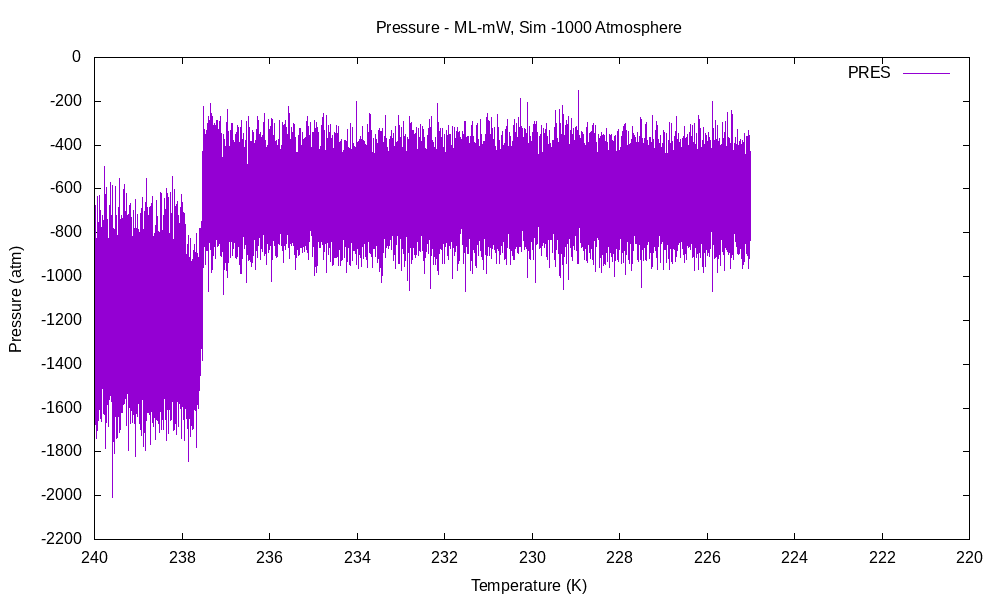 Pressure - ML-mW, Sim -1000 Atmosphere
PRES
0
-200
-400
-600
-800
-1000
-1200
-1400
-1600
-1800
-2000
-2200
Pressure (atm)
240 238 236 234 232 230 228 226 224 222 220
Temperature (K)